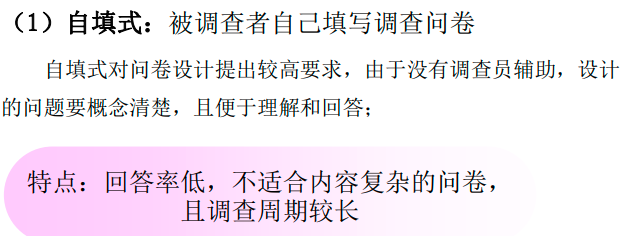 （1）自填式：被调查者自己填写调查问卷
自填式对问卷设计提出较高要求，由于没有调查员辅助，设计
的问题要概念清楚，且便于理解和回答；
特点：回答率低，不适合内容复杂的问卷，
且调查周期较长